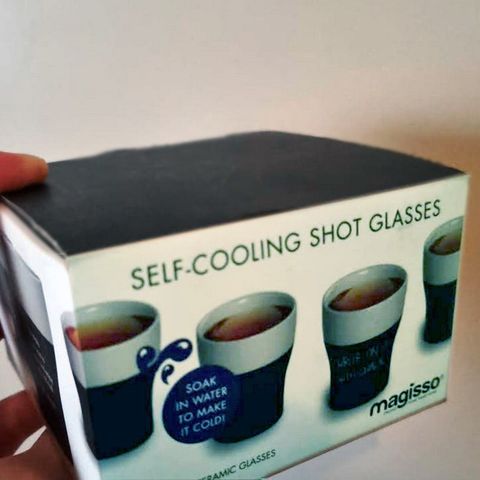 SELF-COOLING SHOT GLASSES
SOAK
IN WATER
TO MAKE
IT COLD!
magisso®
CERAMIC GLASSES